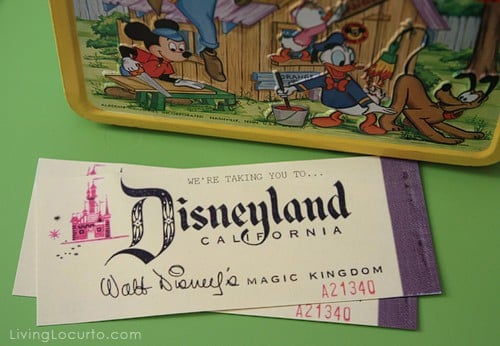 WE'RE TAKING YOU TO...
Disneyland
CALIFORNIA
Walt Disney's MAGIC KINGDOM
A21340
A21340
LivingLocurto.com